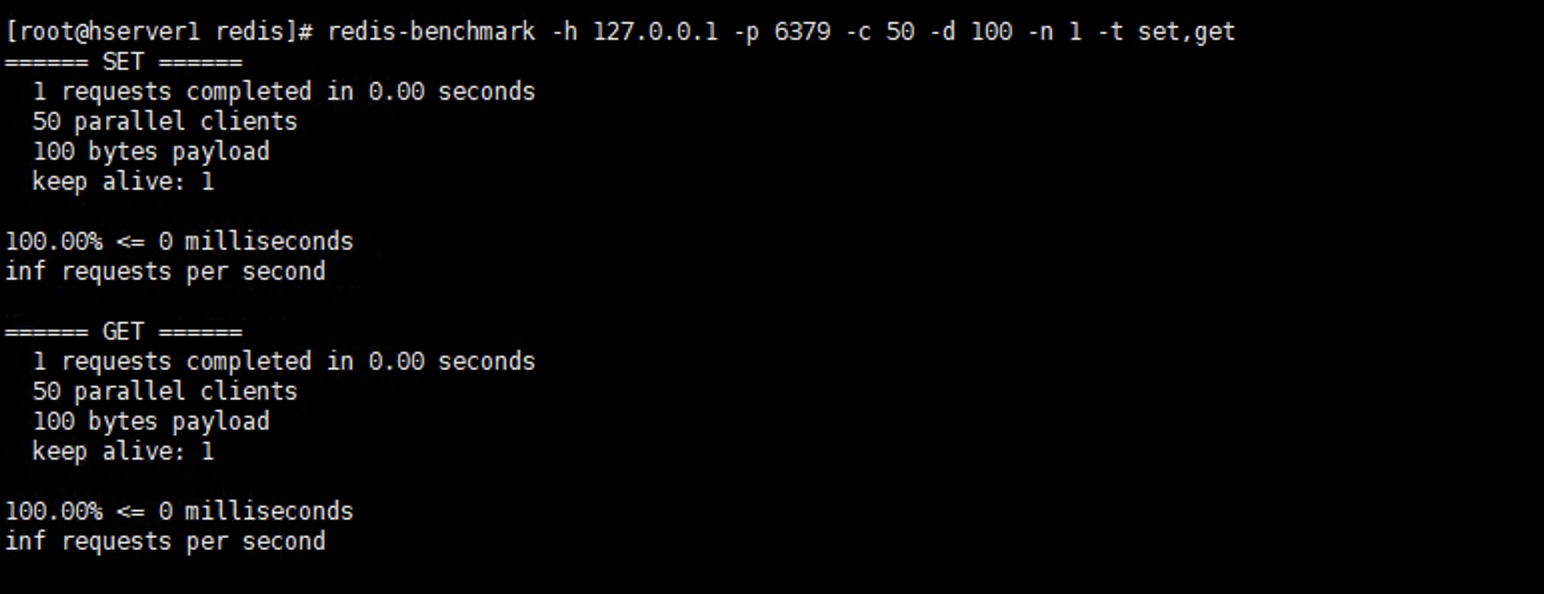 [root@hserver1 redis]# redis-benchmark -h 127.0.0.1 -p 6379 -c 50 -d 100 -n 1 -t set,get
====== SET ======
  1 requests completed in 0.00 seconds
  50 parallel clients
  100 bytes payload
  keep alive: 1

100.00% <= 0 milliseconds
inf requests per second

====== GET ======
  1 requests completed in 0.00 seconds
  50 parallel clients
  100 bytes payload
  keep alive: 1

100.00% <= 0 milliseconds
inf requests per second